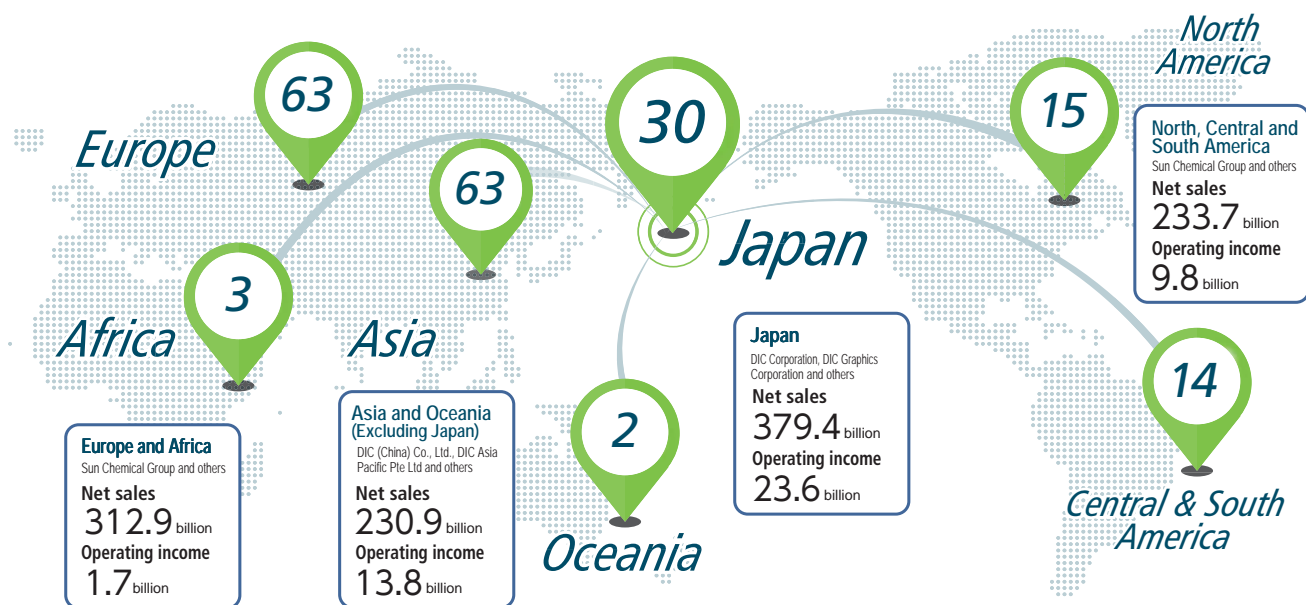 North
America
63
30
15
Europe
63
Japan
3
Africa
Asia
2
14
Oceania
Central & South
America
North, Central and
South America
Sun Chemical Group and others
Net sales
233.7 billion
Operating income
9.8 billion
Japan
DIC Corporation, DIC Graphics
Corporation and others
Net sales
379.4 billion
Operating income
23.6 billion
Asia and Oceania
(Excluding Japan)
DIC (China) Co., Ltd., DIC Asia
Pacific Pte Ltd and others
Net sales
230.9 billion
Operating income
13.8 billion
Europe and Africa
Sun Chemical Group and others
Net sales
312.9 billion
Operating income
1.7 billion